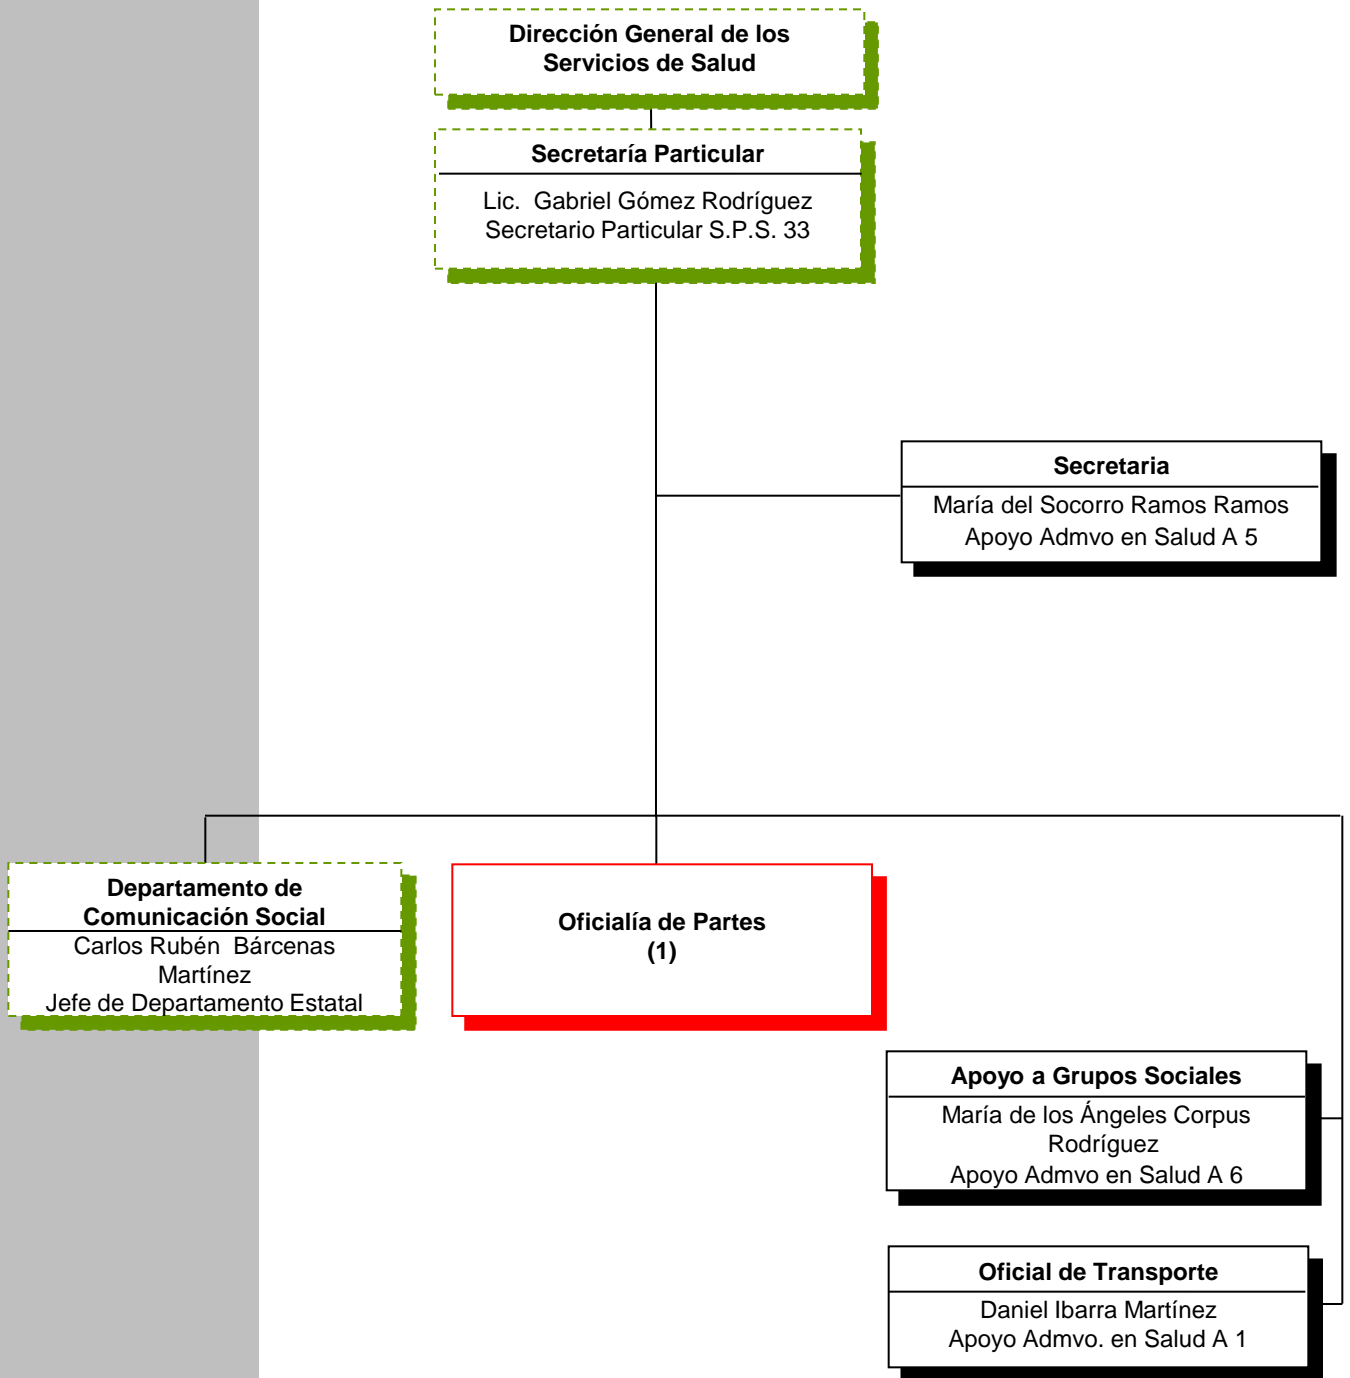 Dirección General de los
Servicios de Salud
Secretaría Particular
Lic.  Gabriel Gómez Rodríguez
Secretario Particular S.P.S. 33
Secretaria
María del Socorro Ramos Ramos
Apoyo Admvo en Salud A 5
Departamento de
Comunicación Social
Carlos Rubén  Bárcenas
Martínez
Jefe de Departamento Estatal
Oficialía de Partes
(1)
Apoyo a Grupos Sociales
María de los Ángeles Corpus
Rodríguez
Apoyo Admvo en Salud A 6
Oficial de Transporte
Daniel Ibarra Martínez
Apoyo Admvo. en Salud A 1